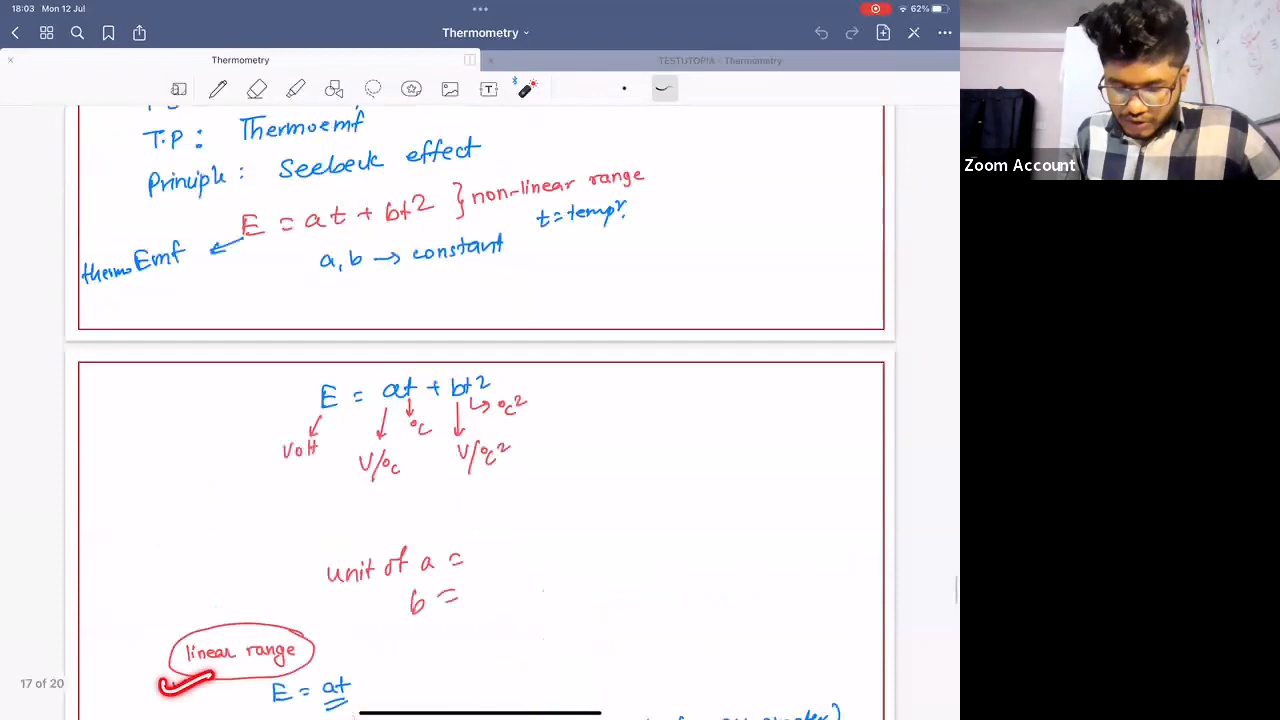 18:03 Mon 12 Jul
62%
Thermometry
Thermometry
TESTUTOPIA - Thermometry
T.P : Thermoemf
Principle : Seebeck effect
E = at + bt2 } non-linear range
t = tempr.
thermo Emf
a, b → constant
E = at + bt2
°C °C2
Volt V/°C V/°C2
unit of a =
b =
linear range
17 of 20
E = at
Zoom Account